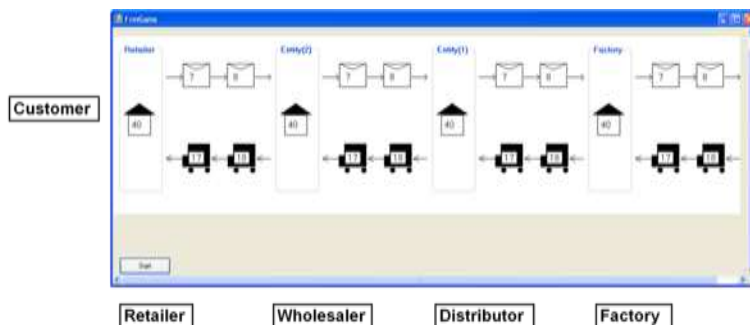 FrmGame
Retailer Entity(2) Entity(1) Factory
7 8 7 8 7 8 7 8
Customer
40 40 40 40
17 18 17 18 17 18 17 18
Start
Retailer Wholesaler Distributor Factory